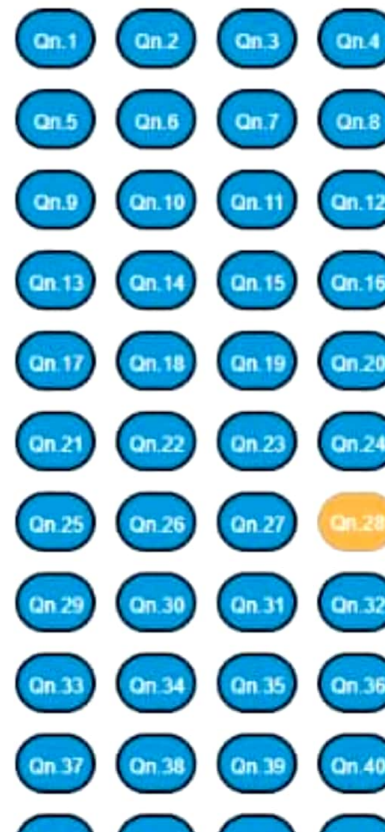 Qn.1 Qn.2 Qn.3 Qn.4
Qn.5 Qn.6 Qn.7 Qn.8
Qn.9 Qn.10 Qn.11 Qn.12
Qn.13 Qn.14 Qn.15 Qn.16
Qn.17 Qn.18 Qn.19 Qn.20
Qn.21 Qn.22 Qn.23 Qn.24
Qn.25 Qn.26 Qn.27 Qn.28
Qn.29 Qn.30 Qn.31 Qn.32
Qn.33 Qn.34 Qn.35 Qn.36
Qn.37 Qn.38 Qn.39 Qn.40